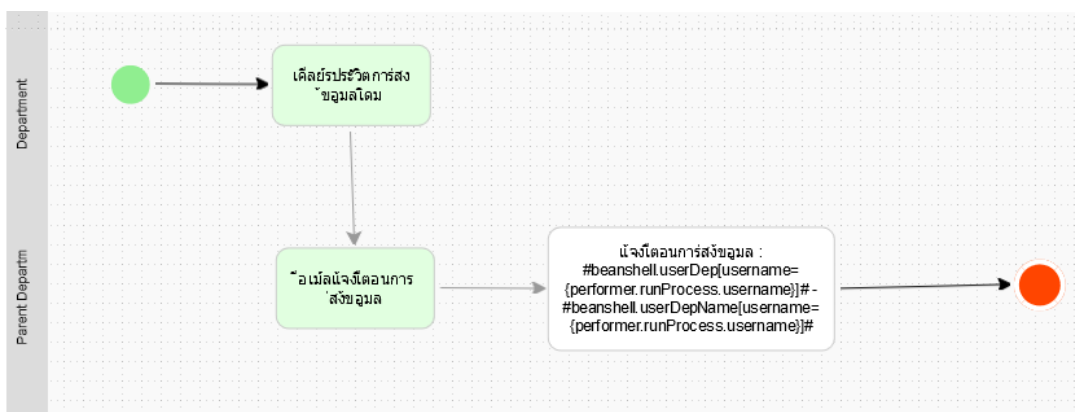 Department
เคลียร์ประวัติการส่ง
ข้อมูลเดิม
Parent Departm
อีเมล์แจ้งเตือนการ
ส่งข้อมูล
แจ้งเตือนการส่งข้อมูล :
#beanshell.userDep[username=
{performer.runProcess.username}]# -
#beanshell.userDepName[username=
{performer.runProcess.username}]#